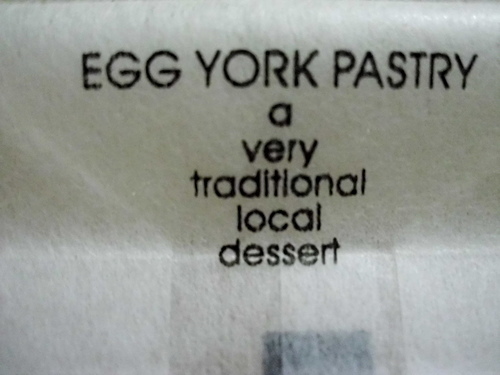 EGG YORK PASTRY
a
very
traditional
local
dessert